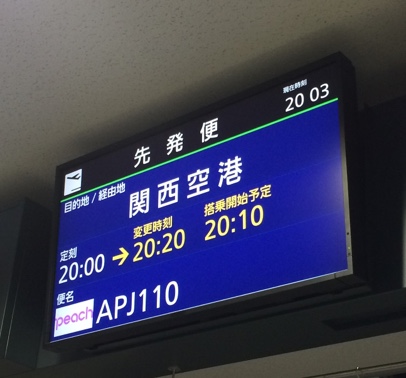 現在時刻
20 03
先発便
目的地 / 経由地
関西空港
定刻 変更時刻 搭乗開始予定
20:00 → 20:20 20:10
便名
peach APJ110